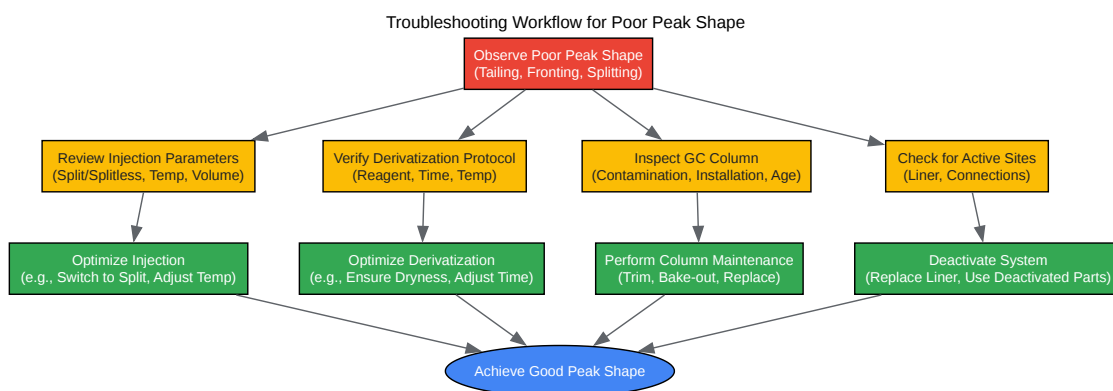 Troubleshooting Workflow for Poor Peak Shape
Observe Poor Peak Shape
(Tailing, Fronting, Splitting)
Review Injection Parameters
(Split/Splitless, Temp, Volume)
Verify Derivatization Protocol
(Reagent, Time, Temp)
Inspect GC Column
(Contamination, Installation, Age)
Check for Active Sites
(Liner, Connections)
Optimize Injection
(e.g., Switch to Split, Adjust Temp)
Optimize Derivatization
(e.g., Ensure Dryness, Adjust Time)
Perform Column Maintenance
(Trim, Bake-out, Replace)
Deactivate System
(Replace Liner, Use Deactivated Parts)
Achieve Good Peak Shape